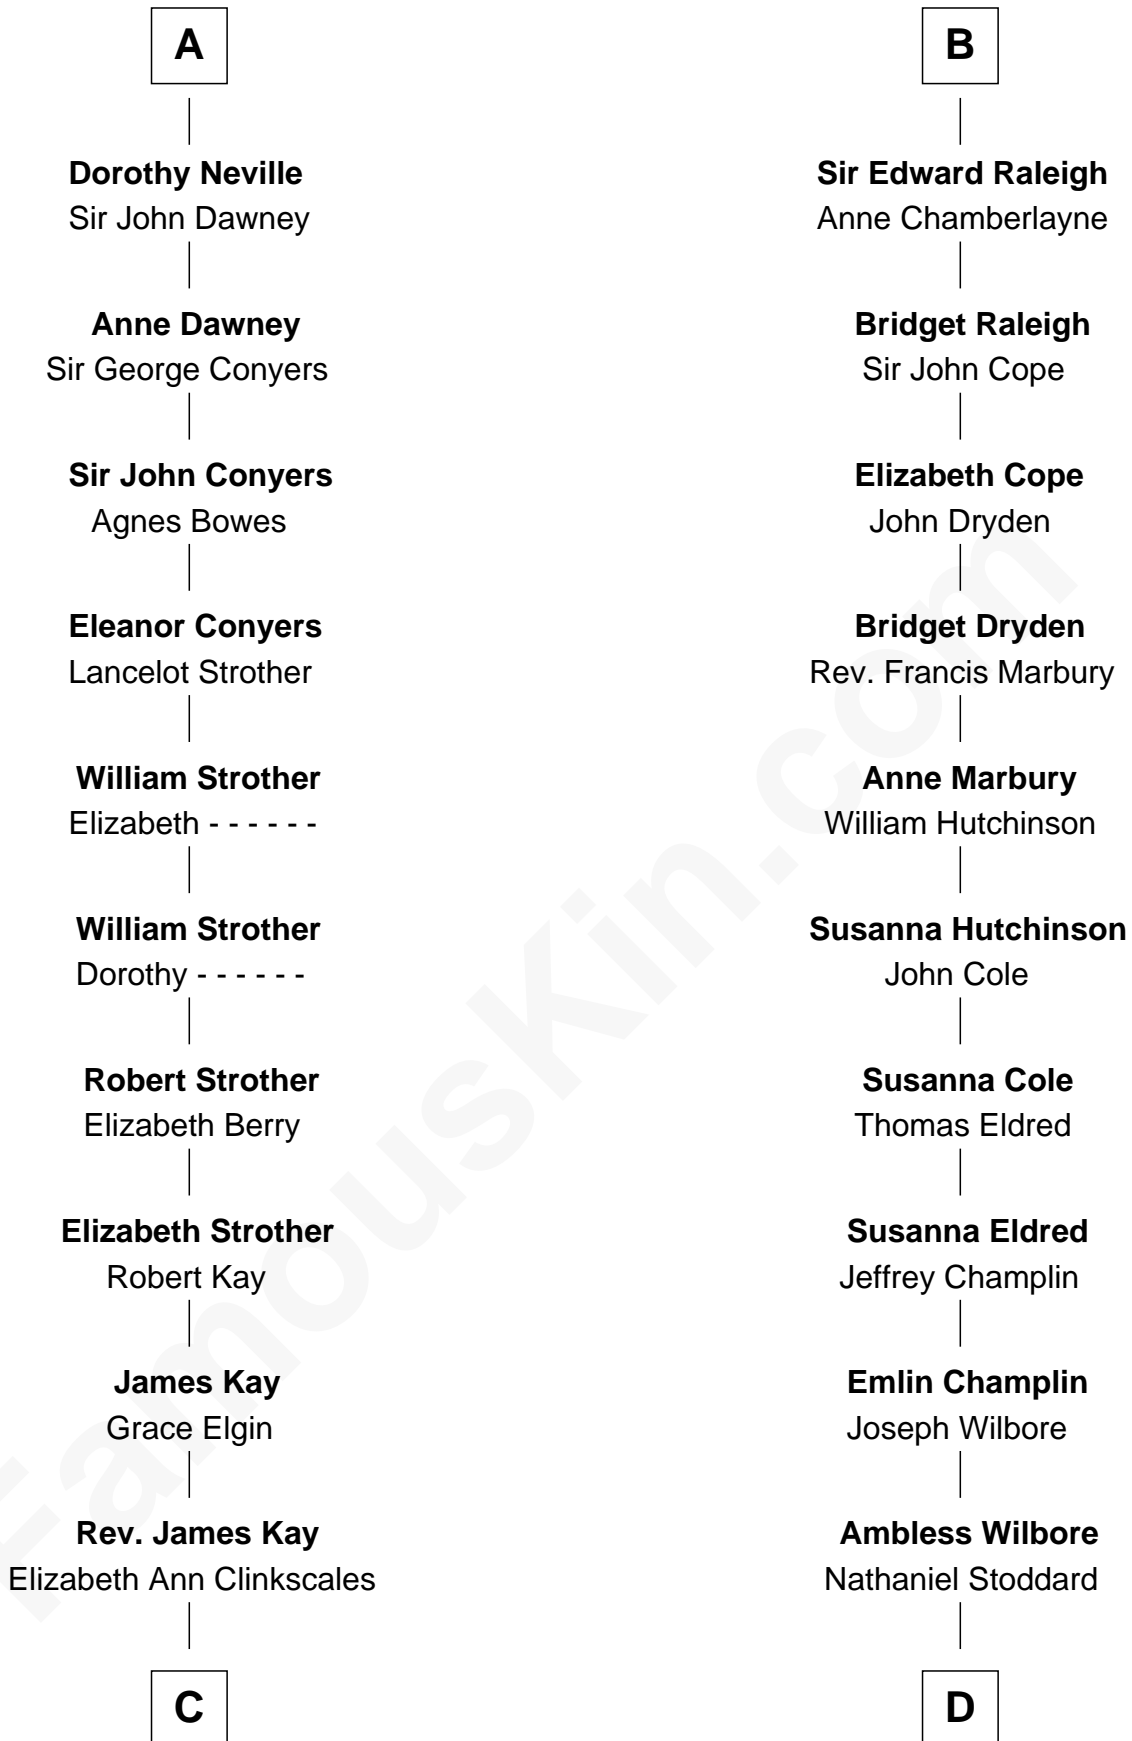 A
Dorothy Neville
Sir John Dawney
Anne Dawney
Sir George Conyers
Sir John Conyers
Agnes Bowes
Eleanor Conyers
Lancelot Strother
William Strother
Elizabeth - - - - - -
William Strother
Dorothy - - - - - -
Robert Strother
Elizabeth Berry
Elizabeth Strother
Robert Kay
James Kay
Grace Elgin
Rev. James Kay
Elizabeth Ann Clinkscales
C
B
Sir Edward Raleigh
Anne Chamberlayne
Bridget Raleigh
Sir John Cope
Elizabeth Cope
John Dryden
Bridget Dryden
Rev. Francis Marbury
Anne Marbury
William Hutchinson
Susanna Hutchinson
John Cole
Susanna Cole
Thomas Eldred
Susanna Eldred
Jeffrey Champlin
Emlin Champlin
Joseph Wilbore
Ambless Wilbore
Nathaniel Stoddard
D
FamousKin.com